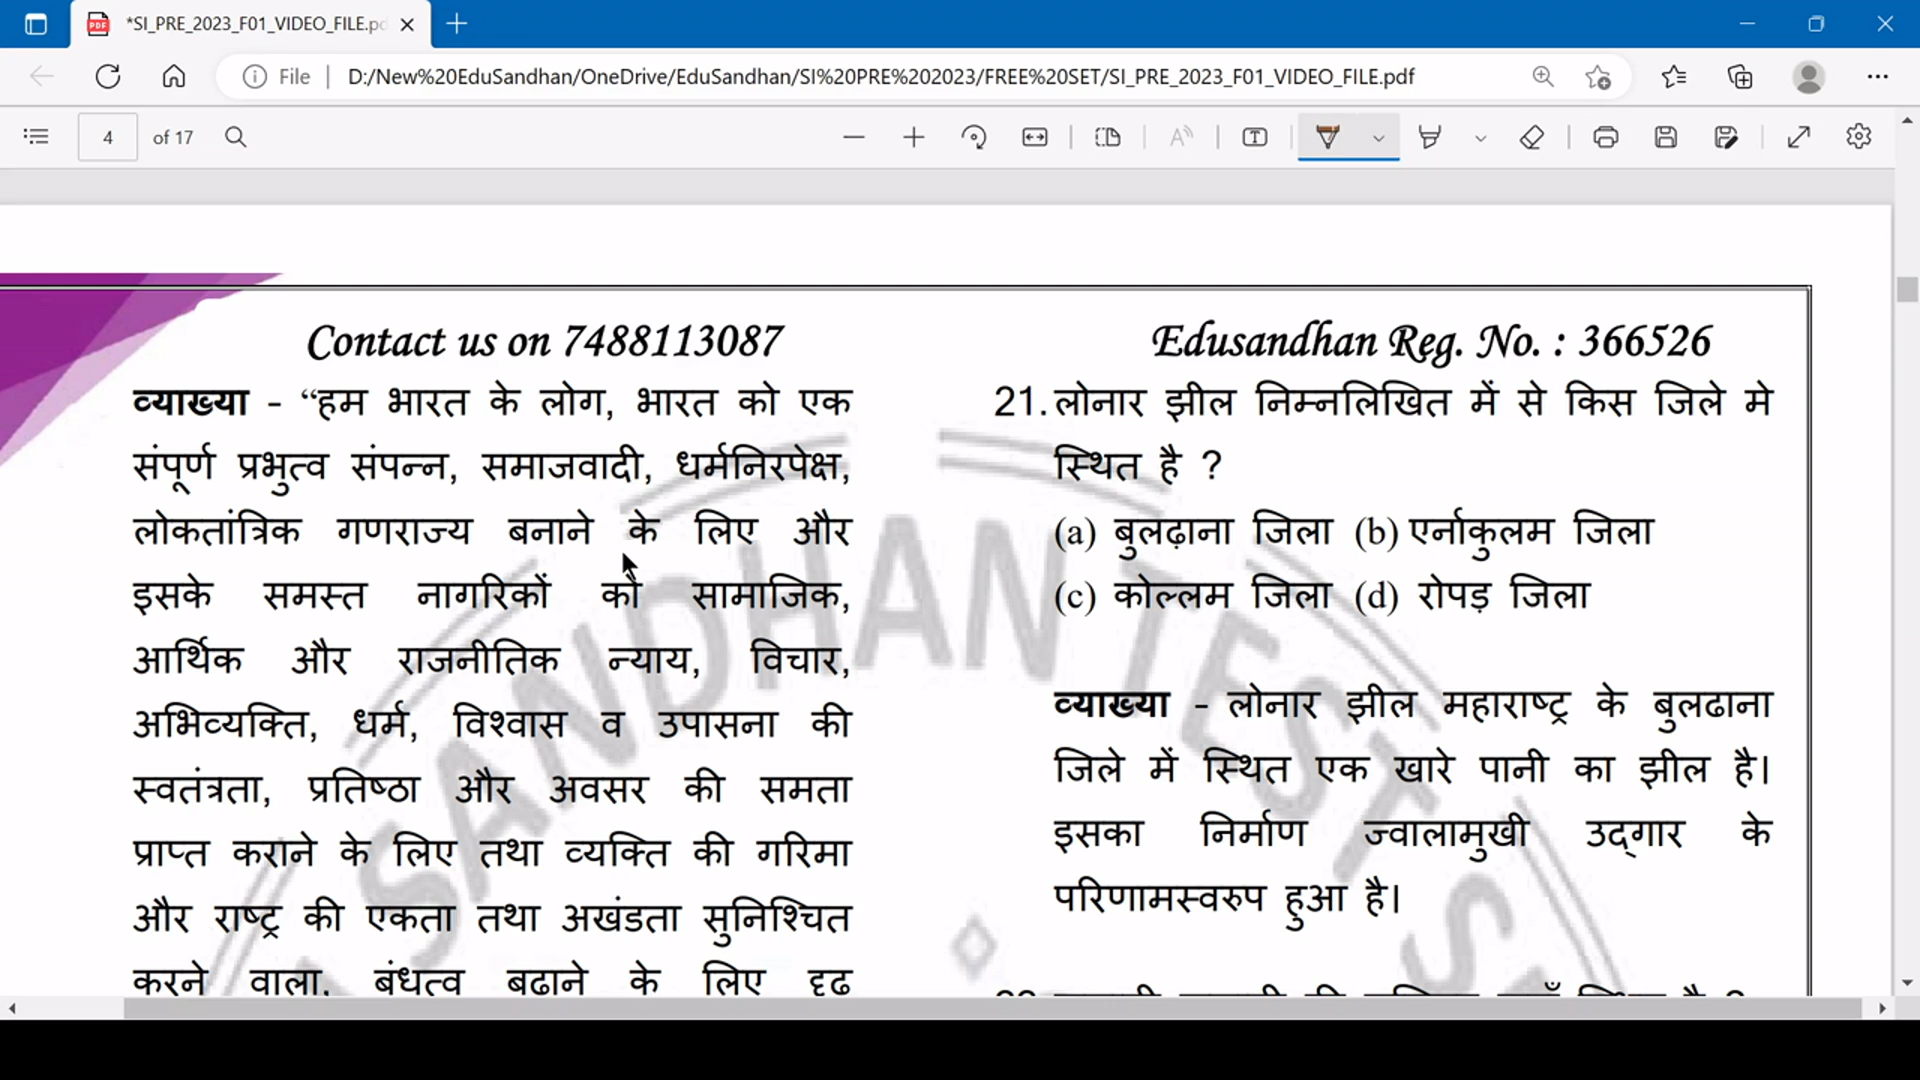 *SI_PRE_2023_F01_VIDEO_FILE.pd
File
D:/New%20EduSandhan/OneDrive/EduSandhan/SI%20PRE%202023/FREE%20SET/SI_PRE_2023_F01_VIDEO_FILE.pdf
4 of 17
Contact us on 7488113087
व्याख्या - “हम भारत के लोग, भारत को एक
संपूर्ण प्रभुत्व संपन्न, समाजवादी, धर्मनिरपेक्ष,
लोकतांत्रिक गणराज्य बनाने के लिए और
इसके समस्त नागरिकों को सामाजिक,
आर्थिक और राजनीतिक न्याय, विचार,
अभिव्यक्ति, धर्म, विश्वास व उपासना की
स्वतंत्रता, प्रतिष्ठा और अवसर की समता
प्राप्त कराने के लिए तथा व्यक्ति की गरिमा
और राष्ट्र की एकता तथा अखंडता सुनिश्चित
करने वाला, बंधुत्व बढ़ाने के लिए दृढ़
Edusandhan Reg. No. : 366526
21. लोनार झील निम्नलिखित में से किस जिले मे
स्थित है ?
(a) बुलढ़ाना जिला (b) एर्नाकुलम जिला
(c) कोल्लम जिला (d) रोपड़ जिला
व्याख्या - लोनार झील महाराष्ट्र के बुलढाना
जिले में स्थित एक खारे पानी का झील है।
इसका निर्माण ज्वालामुखी उद्गार के
परिणामस्वरुप हुआ है।
SANDHAN TEST